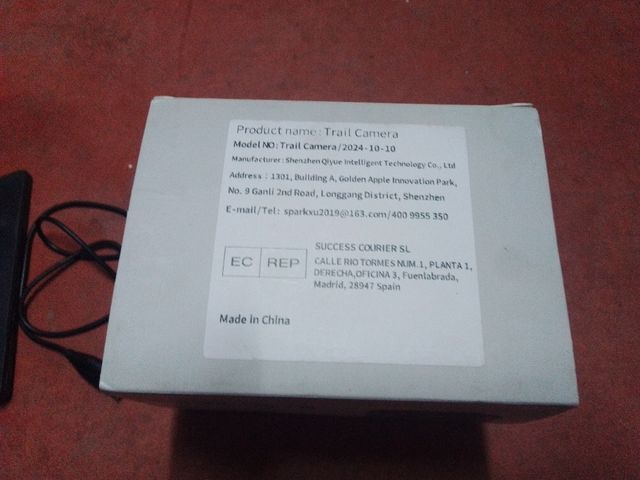 Product name: Trail Camera
Model NO: Trail Camera/2024-10-10
Manufacturer: Shenzhen Qiyue Intelligent Technology Co., Ltd
Address: 1301, Building A, Golden Apple Innovation Park,
No. 9 Ganli 2nd Road, Longgang District, Shenzhen
E-mail/Tel: sparkxu2019@163.com/400 9955 350
EC REP
SUCCESS COURIER SL
CALLE RIO TORMES NUM.1, PLANTA 1,
DERECHA,OFICINA 3, Fuenlabrada,
Madrid, 28947 Spain
Made in China